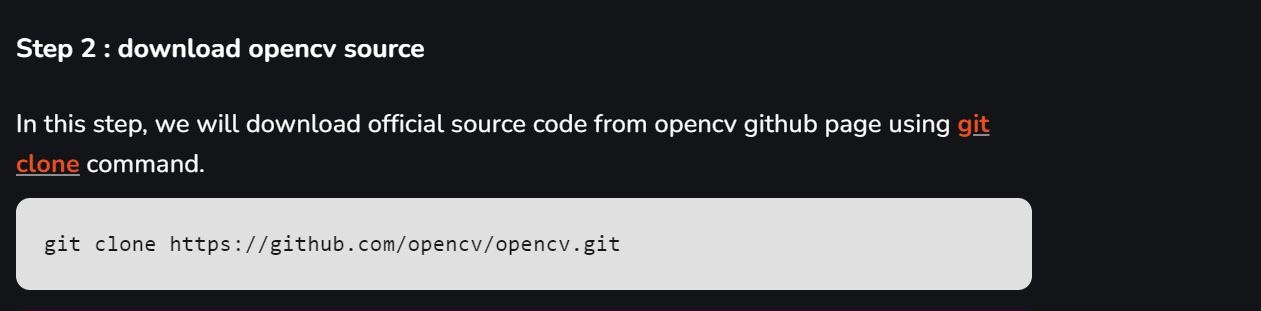 Step 2 : download opencv source
In this step, we will download official source code from opencv github page using git
clone command.
git clone https://github.com/opencv/opencv.git